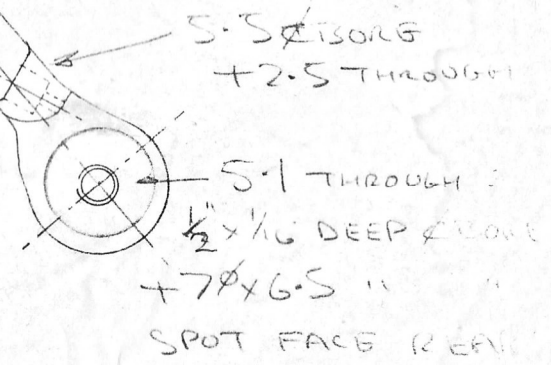 5.5 ¢BORE
+2.5 THROUGH
5.1 THROUGH
1/2" x 1/16 DEEP ¢BORE
+7ø x 6.5 " "
SPOT FACE REAR